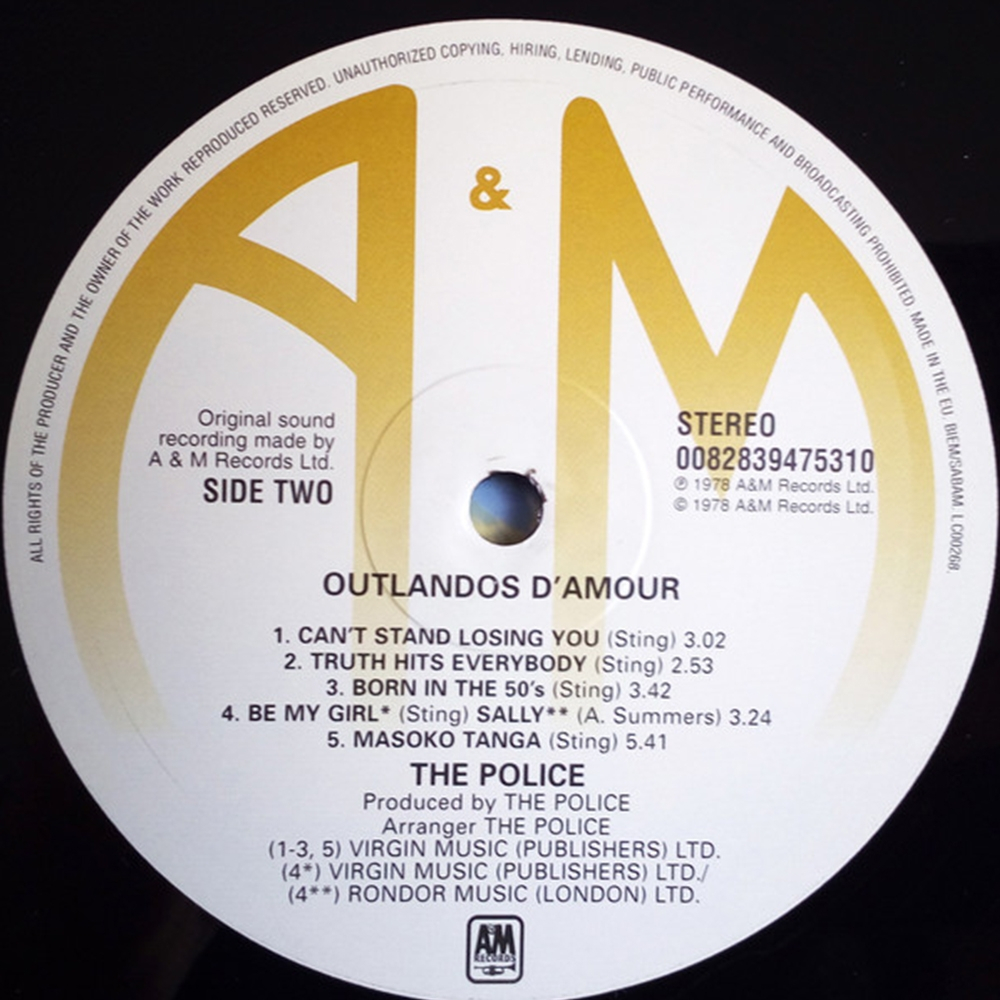 ALL RIGHTS OF THE PRODUCER AND THE OWNER OF THE WORK REPRODUCED RESERVED. UNAUTHORIZED COPYING, HIRING, LENDING, PUBLIC PERFORMANCE AND BROADCASTING PROHIBITED. MADE IN THE EU. BIEM/SABAM. LC00268.
A & M
Original sound
recording made by
A & M Records Ltd.
SIDE TWO
STEREO
0082839475310
℗ 1978 A&M Records Ltd.
© 1978 A&M Records Ltd.
OUTLANDOS D'AMOUR
1. CAN'T STAND LOSING YOU (Sting) 3.02
2. TRUTH HITS EVERYBODY (Sting) 2.53
3. BORN IN THE 50's (Sting) 3.42
4. BE MY GIRL* (Sting) SALLY** (A. Summers) 3.24
5. MASOKO TANGA (Sting) 5.41
THE POLICE
Produced by THE POLICE
Arranger THE POLICE
(1-3, 5) VIRGIN MUSIC (PUBLISHERS) LTD.
(4*) VIRGIN MUSIC (PUBLISHERS) LTD./
(4**) RONDOR MUSIC (LONDON) LTD.
A&M
RECORDS